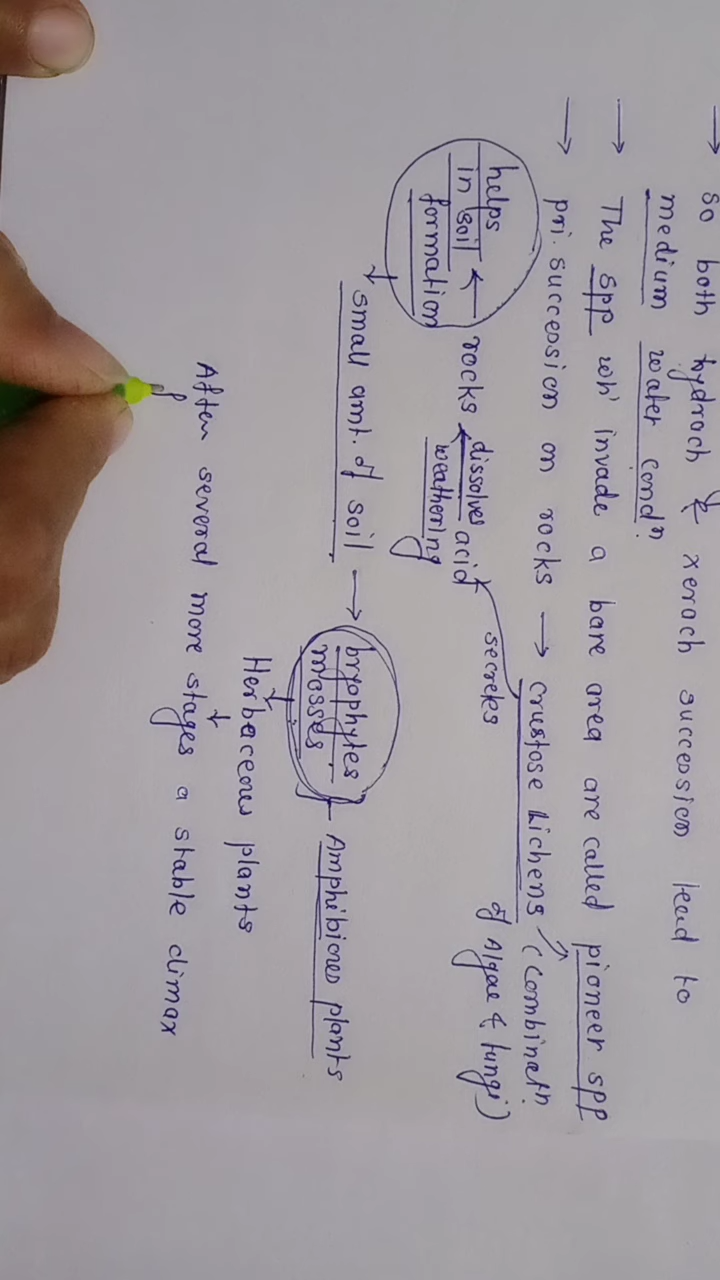 → so both hydrach & xerach succession lead to
medium water condⁿ.
→ The spp wh' invade a bare area are called pioneer spp
→ pri. succession on rocks → crustose Lichens (Combinatⁿ
of Algae & fungi)
secretes
helps in soil formation ← rocks dissolves acid
weathering
↓ small amt. of soil → bryophytes Amphibious plants
mosses
Herbaceous plants
↓
After several more stages a stable climax